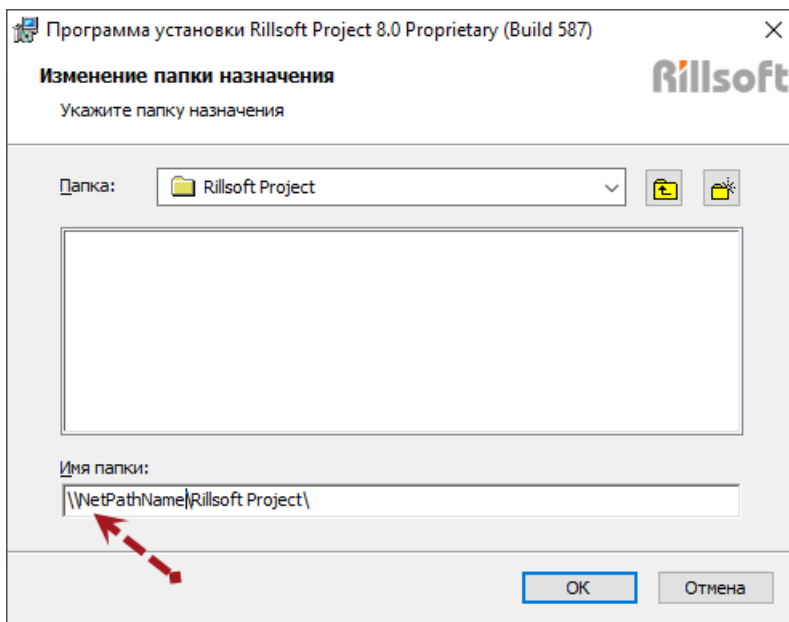 Программа установки Rillsoft Project 8.0 Proprietary (Build 587)
Изменение папки назначения
Rillsoft
Укажите папку назначения
Папка:
Rillsoft Project
Имя папки:
\\NetPathName\Rillsoft Project\
OK
Отмена